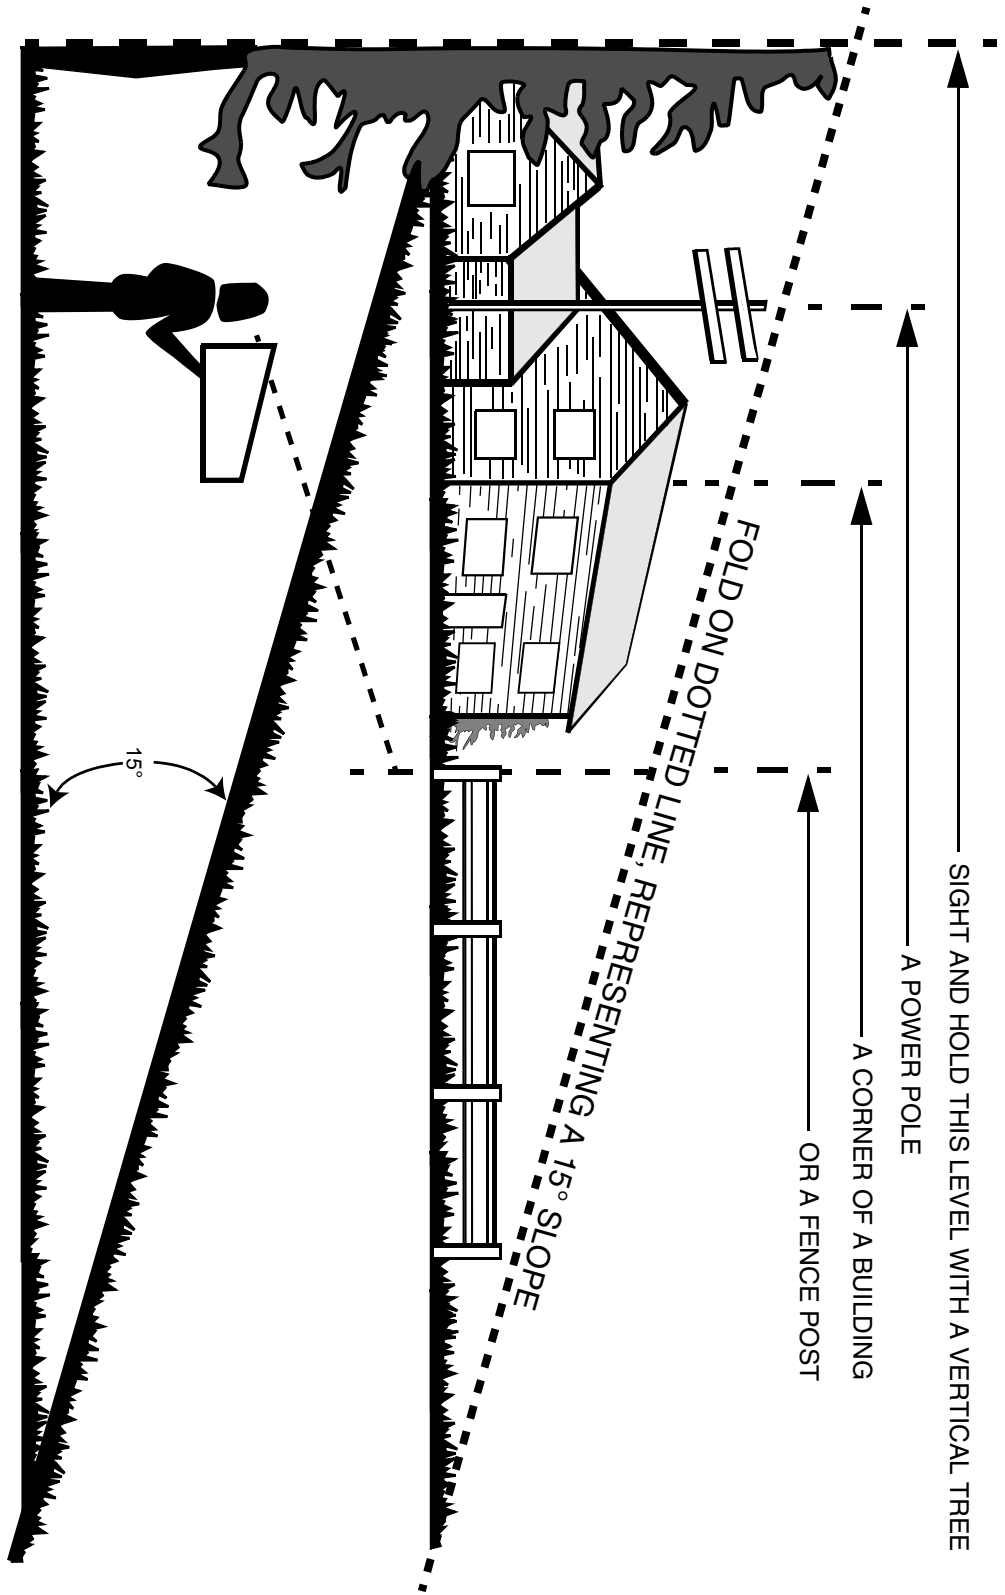 SIGHT AND HOLD THIS LEVEL WITH A VERTICAL TREE
A POWER POLE
A CORNER OF A BUILDING
OR A FENCE POST
FOLD ON DOTTED LINE, REPRESENTING A 15° SLOPE
15°